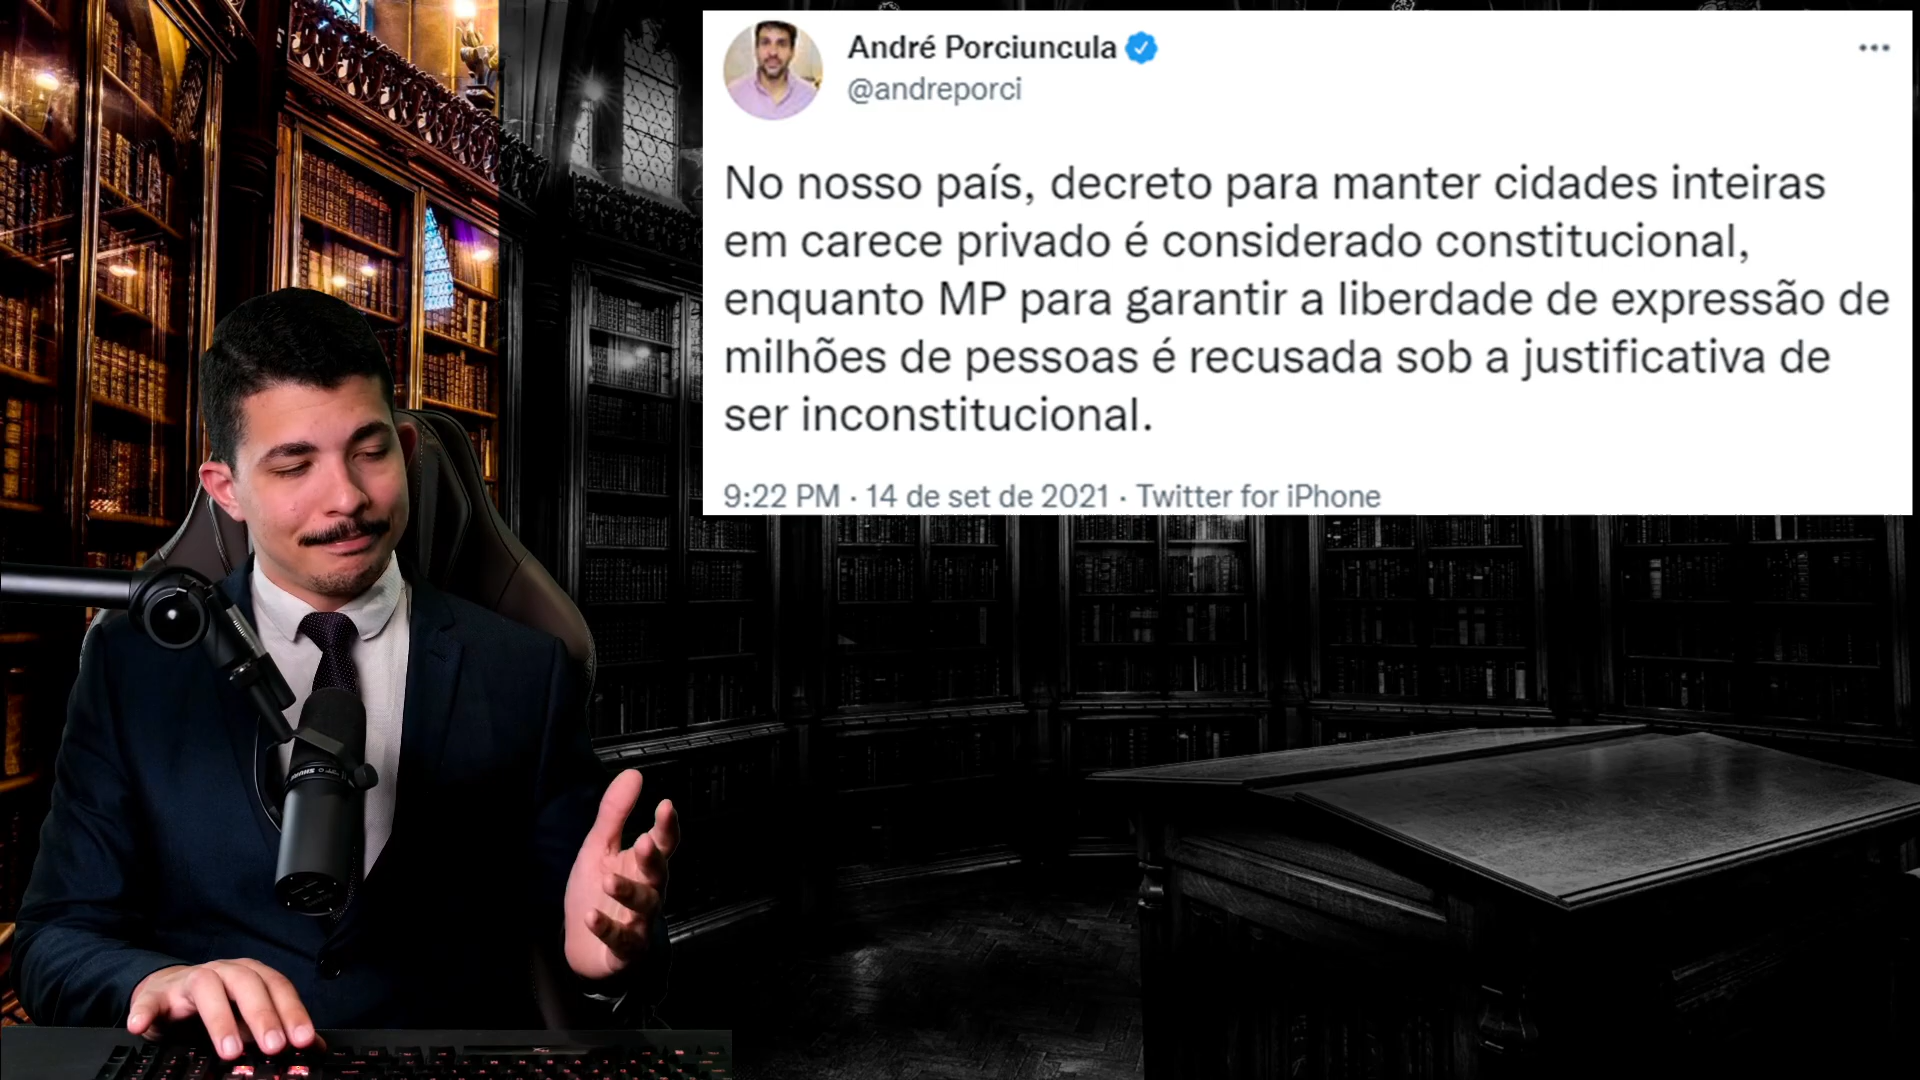 André Porciuncula
@andreporci
No nosso país, decreto para manter cidades inteiras
em carece privado é considerado constitucional,
enquanto MP para garantir a liberdade de expressão de
milhões de pessoas é recusada sob a justificativa de
ser inconstitucional.
9:22 PM · 14 de set de 2021 · Twitter for iPhone
SHURE